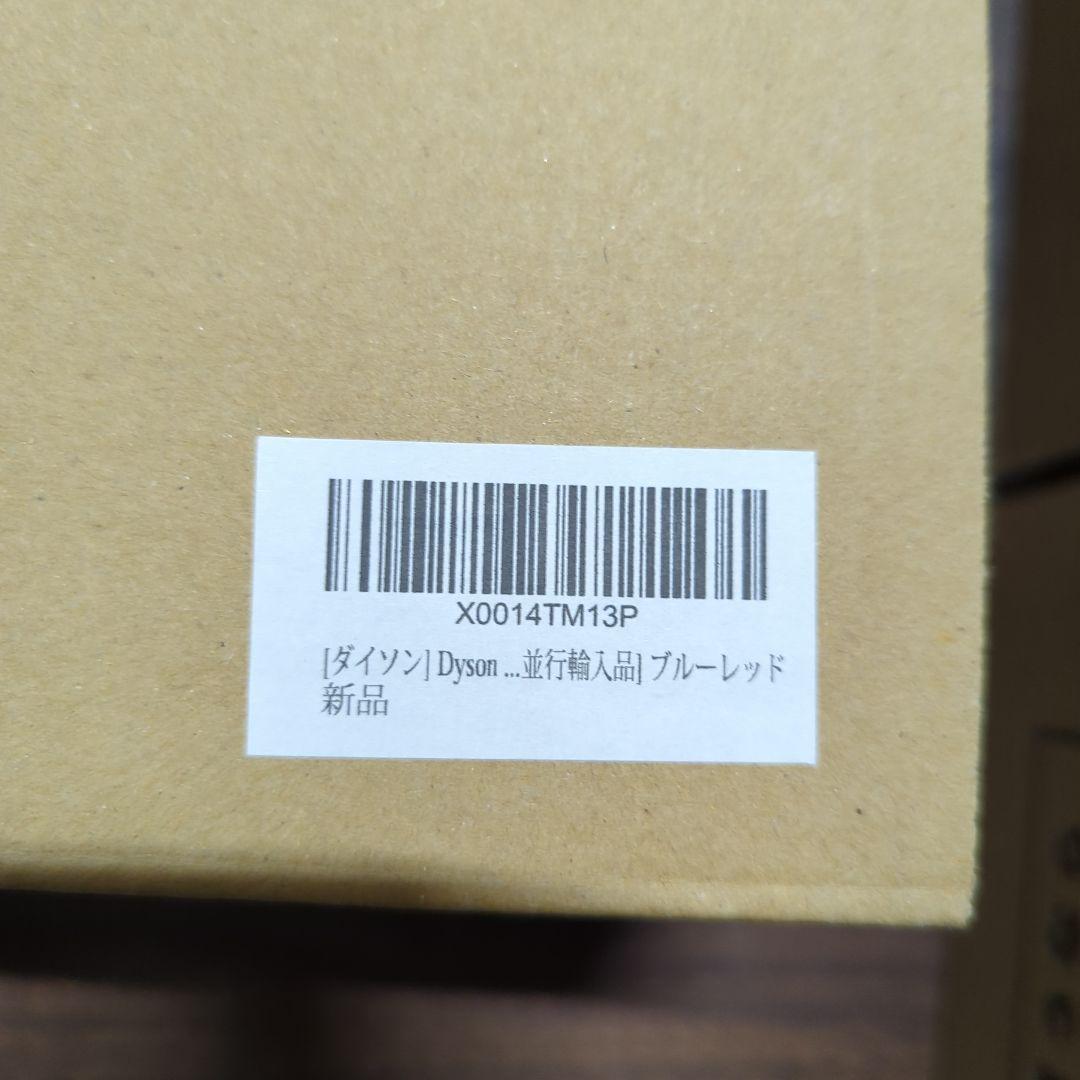 X0014TM13P
[ダイソン] Dyson ...並行輸入品] ブルーレッド
新品